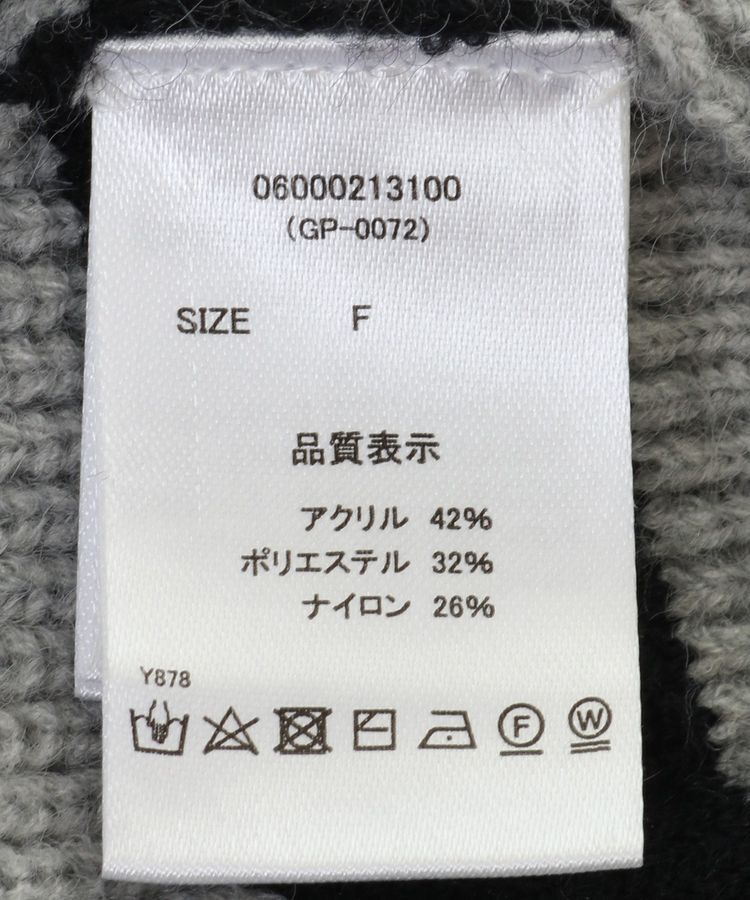 06000213100
(GP-0072)
SIZE F
品質表示
アクリル 42%
ポリエステル 32%
ナイロン 26%
Y878
F W